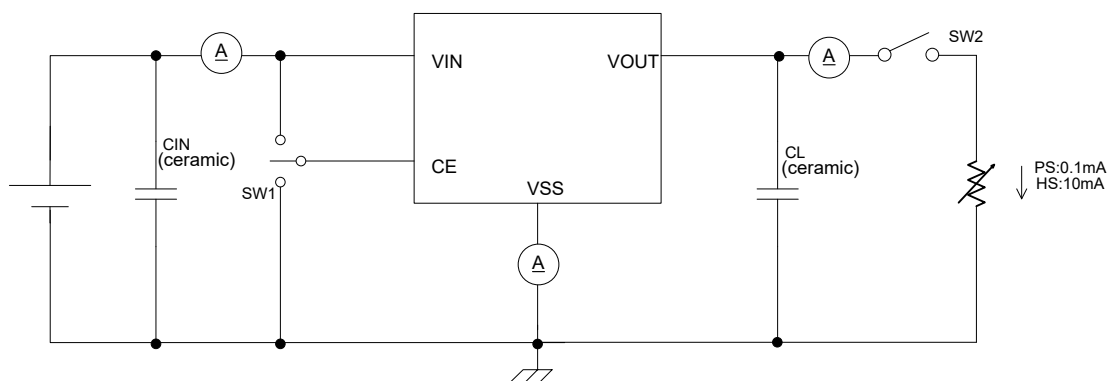 A
VIN
VOUT
A
SW2
CIN
(ceramic)
SW1
CE
VSS
CL
(ceramic)
PS:0.1mA
HS:10mA
A